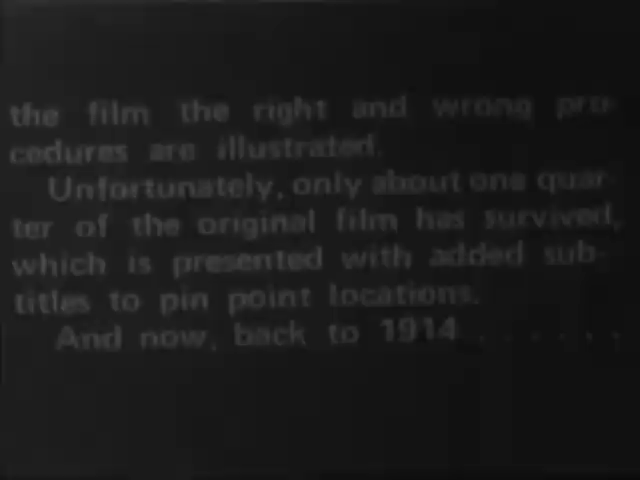 the film the right and wrong pro-
cedures are illustrated.
Unfortunately, only about one quar-
ter of the original film has survived,
which is presented with added sub-
titles to pin point locations.
And now, back to 1914 . . . . . .